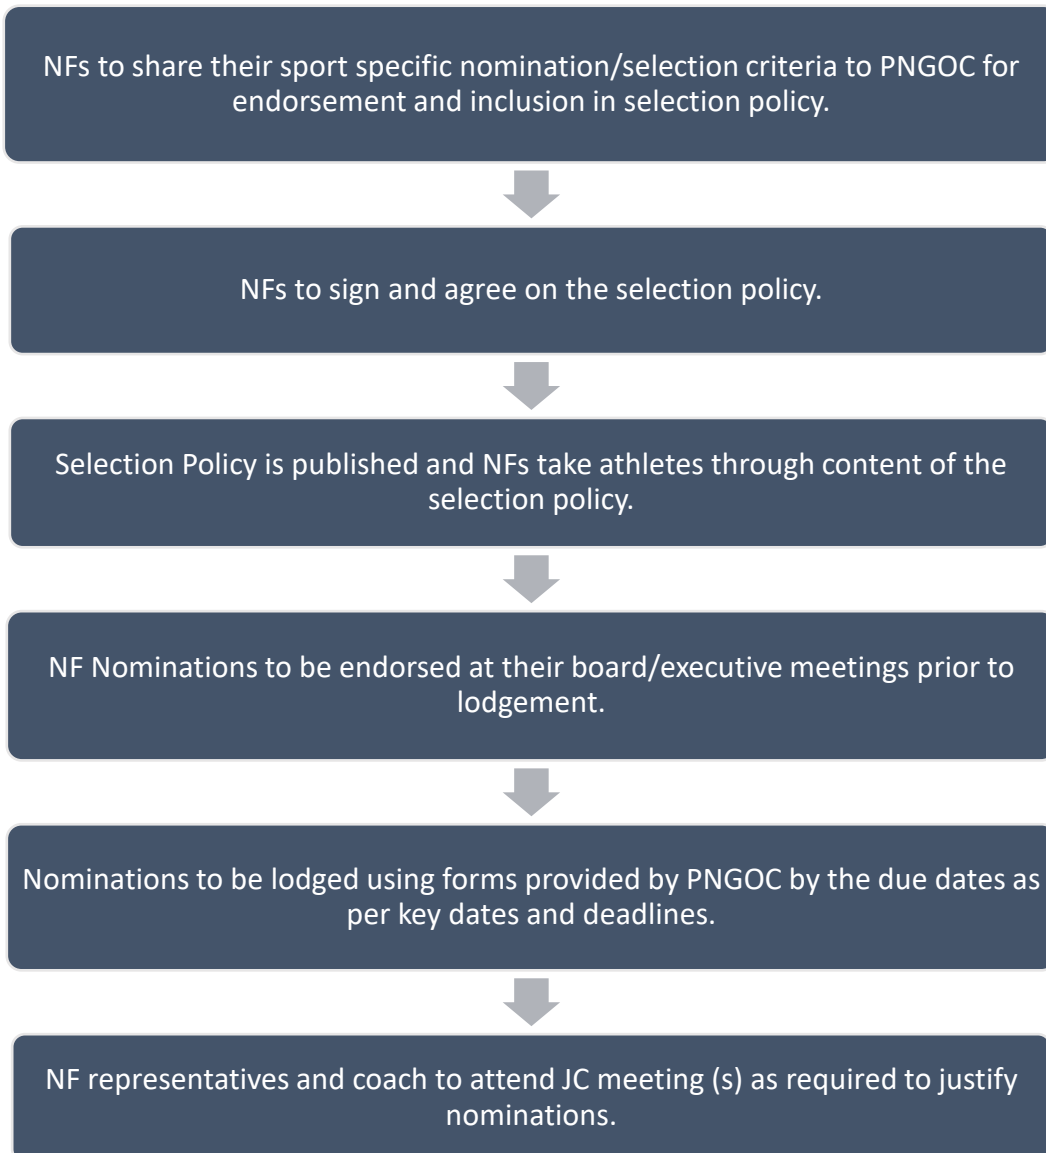 NFs to share their sport specific nomination/selection criteria to PNGOC for
endorsement and inclusion in selection policy.
NFs to sign and agree on the selection policy.
Selection Policy is published and NFs take athletes through content of the
selection policy.
NF Nominations to be endorsed at their board/executive meetings prior to
lodgement.
Nominations to be lodged using forms provided by PNGOC by the due dates as
per key dates and deadlines.
NF representatives and coach to attend JC meeting (s) as required to justify
nominations.